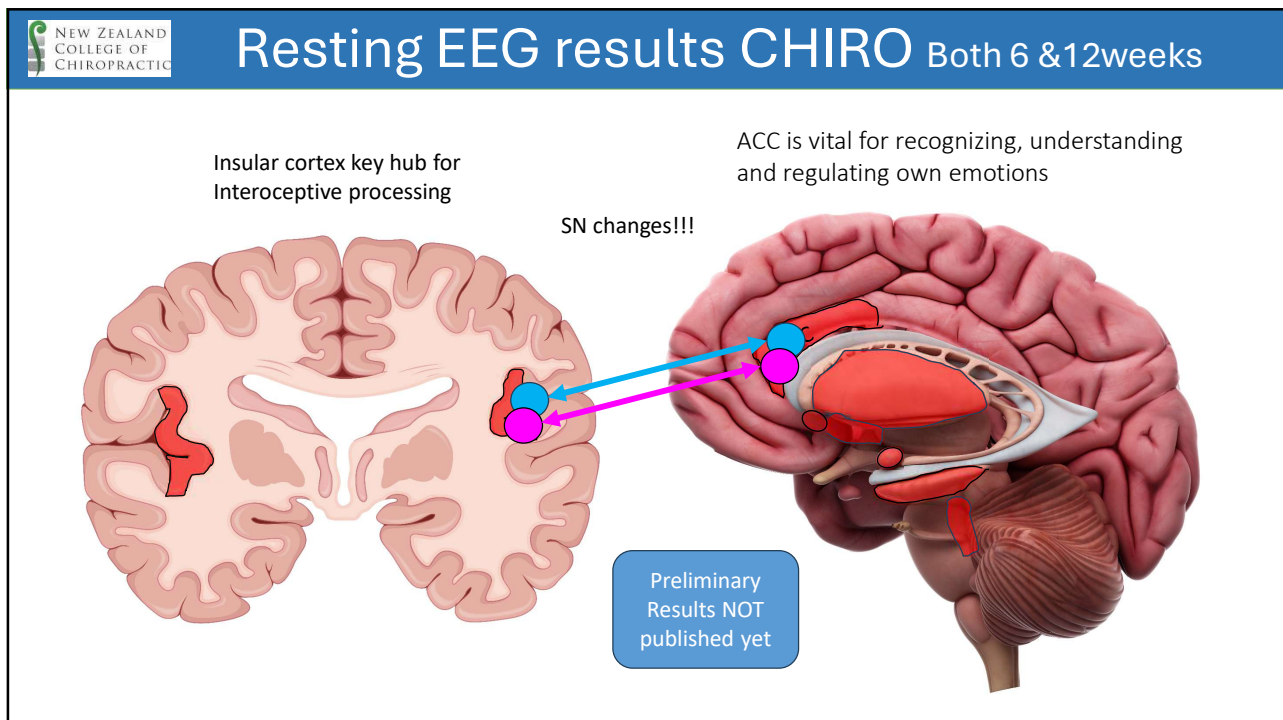 NEW ZEALAND
COLLEGE OF
CHIROPRACTIC
Resting EEG results CHIRO Both 6 &12weeks
Insular cortex key hub for
Interoceptive processing
ACC is vital for recognizing, understanding
and regulating own emotions
SN changes!!!
Preliminary
Results NOT
published yet